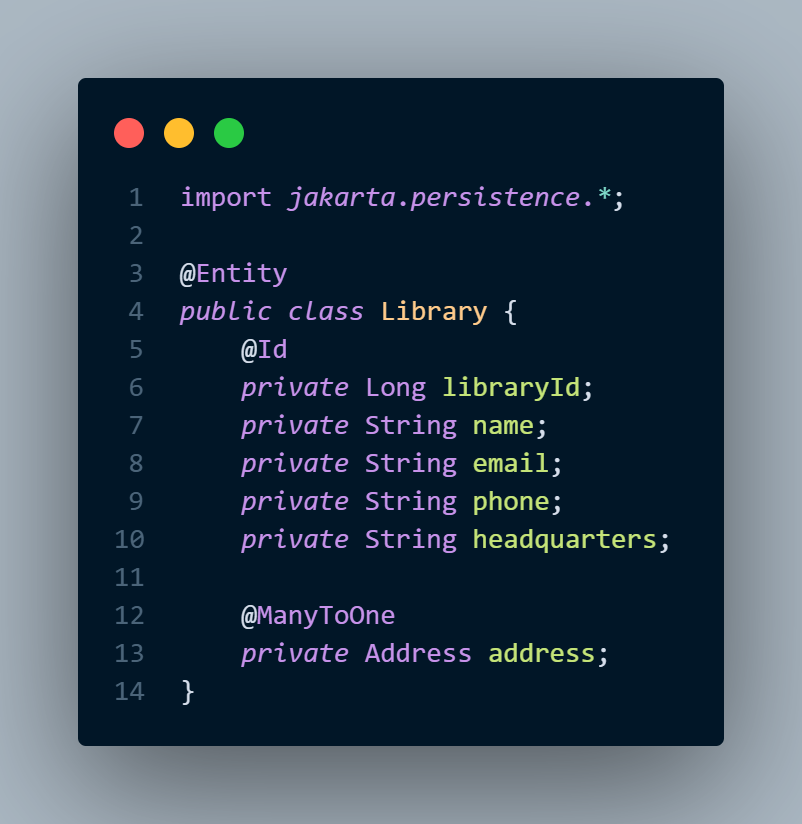 1 import jakarta.persistence.*;
2
3 @Entity
4 public class Library {
5     @Id
6     private Long libraryId;
7     private String name;
8     private String email;
9     private String phone;
10     private String headquarters;
11
12     @ManyToOne
13     private Address address;
14 }